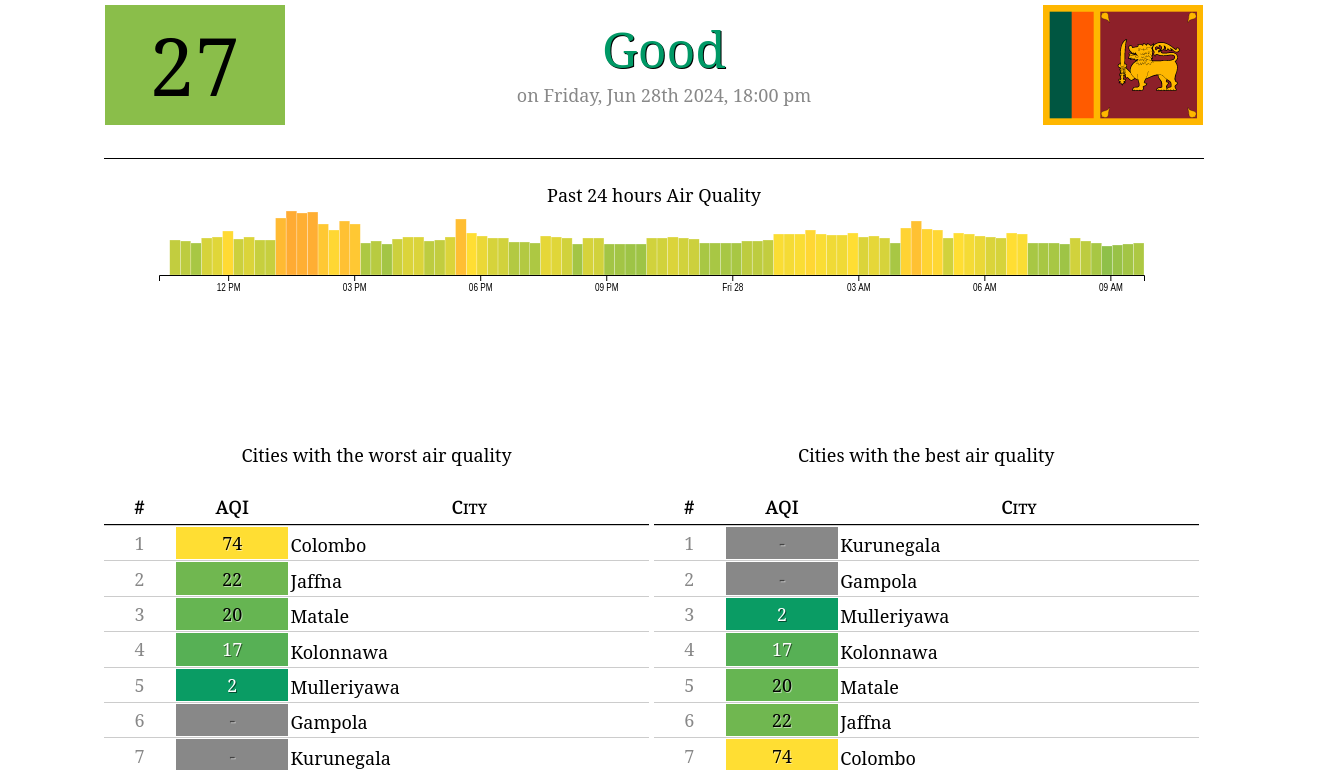 27
Good
on Friday, Jun 28th 2024, 18:00 pm
Past 24 hours Air Quality
12 PM 03 PM 06 PM 09 PM Fri 28 03 AM 06 AM 09 AM
Cities with the worst air quality
# AQI City
1 74 Colombo
2 22 Jaffna
3 20 Matale
4 17 Kolonnawa
5 2 Mulleriyawa
6 - Gampola
7 - Kurunegala
Cities with the best air quality
# AQI City
1 - Kurunegala
2 - Gampola
3 2 Mulleriyawa
4 17 Kolonnawa
5 20 Matale
6 22 Jaffna
7 74 Colombo